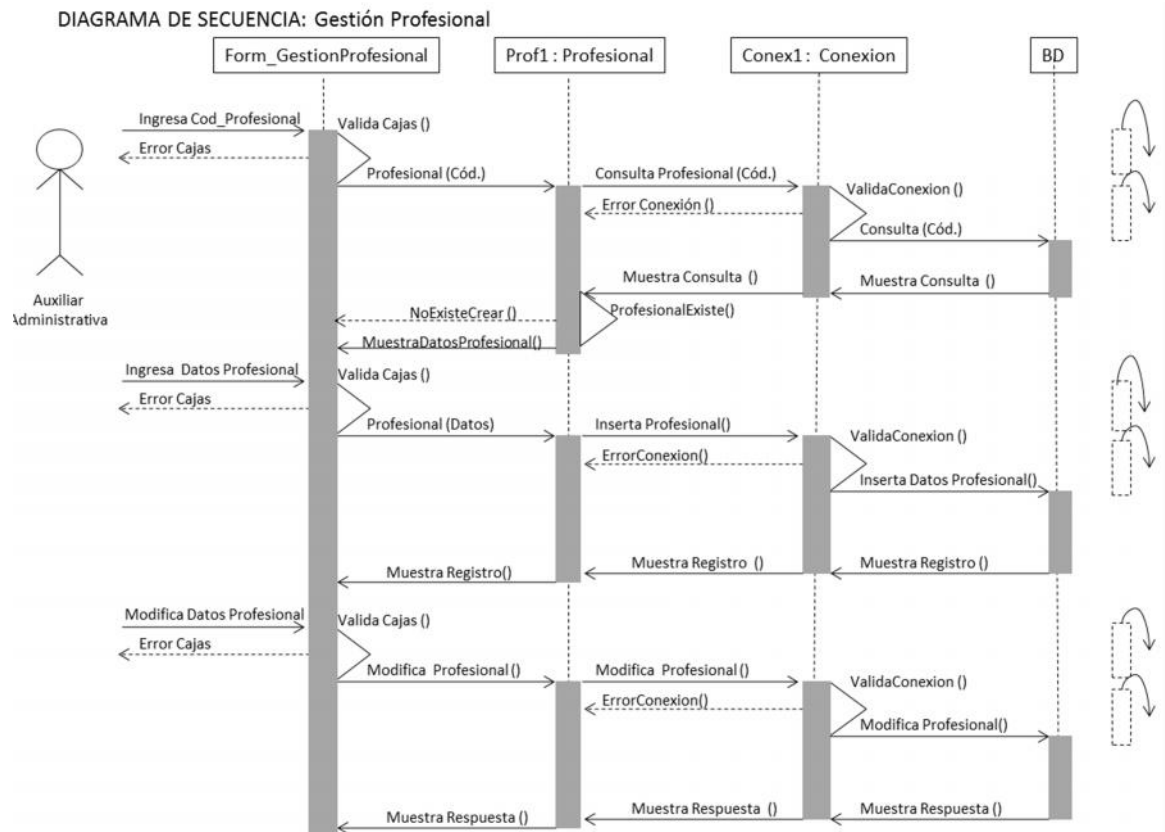 DIAGRAMA DE SECUENCIA: Gestión Profesional
Form_GestionProfesional
Prof1 : Profesional
Conex1 : Conexion
BD
Ingresa Cod_Profesional
Valida Cajas ()
Error Cajas
Profesional (Cód.)
Consulta Profesional (Cód.)
ValidaConexion ()
Error Conexión ()
Consulta (Cód.)
Muestra Consulta ()
Muestra Consulta ()
Auxiliar
Administrativa
NoExisteCrear ()
ProfesionalExiste()
MuestraDatosProfesional()
Ingresa Datos Profesional
Valida Cajas ()
Error Cajas
Profesional (Datos)
Inserta Profesional()
ValidaConexion ()
ErrorConexion()
Inserta Datos Profesional()
Muestra Registro()
Muestra Registro ()
Muestra Registro ()
Modifica Datos Profesional
Valida Cajas ()
Error Cajas
Modifica Profesional ()
Modifica Profesional ()
ValidaConexion ()
ErrorConexion()
Modifica Profesional()
Muestra Respuesta ()
Muestra Respuesta ()
Muestra Respuesta ()